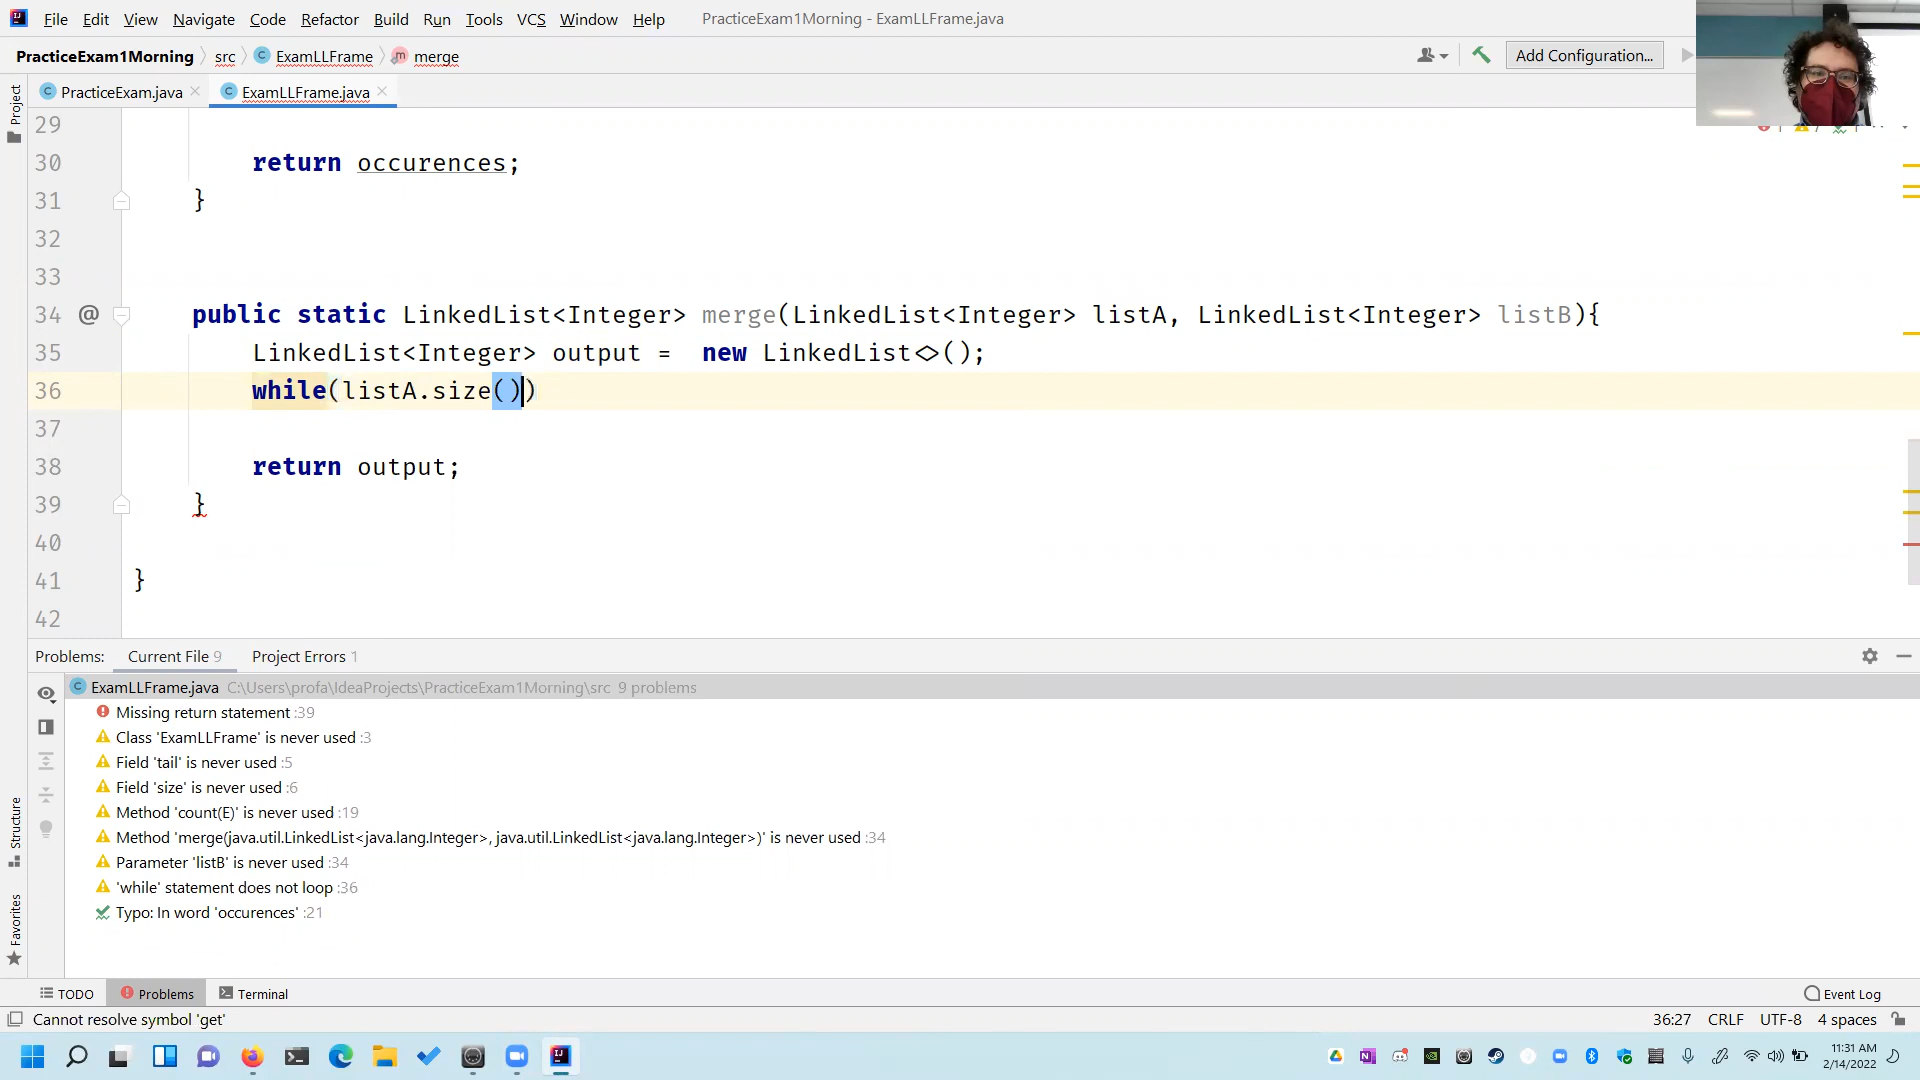 File Edit View Navigate Code Refactor Build Run Tools VCS Window Help PracticeExam1Morning - ExamLLFrame.java
PracticeExam1Morning src ExamLLFrame merge Add Configuration...
PracticeExam.java ExamLLFrame.java
Project
29
30 return occurences;
31 }
32
33
34 @ public static LinkedList<Integer> merge(LinkedList<Integer> listA, LinkedList<Integer> listB){
35 LinkedList<Integer> output = new LinkedList<>();
36 while(listA.size())
37
38 return output;
39 }
40
41 }
42
Problems: Current File 9 Project Errors 1
ExamLLFrame.java C:\Users\profa\IdeaProjects\PracticeExam1Morning\src 9 problems
Missing return statement :39
Class 'ExamLLFrame' is never used :3
Field 'tail' is never used :5
Field 'size' is never used :6
Method 'count(E)' is never used :19
Method 'merge(java.util.LinkedList<java.lang.Integer>, java.util.LinkedList<java.lang.Integer>)' is never used :34
Parameter 'listB' is never used :34
'while' statement does not loop :36
Typo: In word 'occurences' :21
Structure
Favorites
TODO Problems Terminal Event Log
Cannot resolve symbol 'get' 36:27 CRLF UTF-8 4 spaces
11:31 AM
2/14/2022